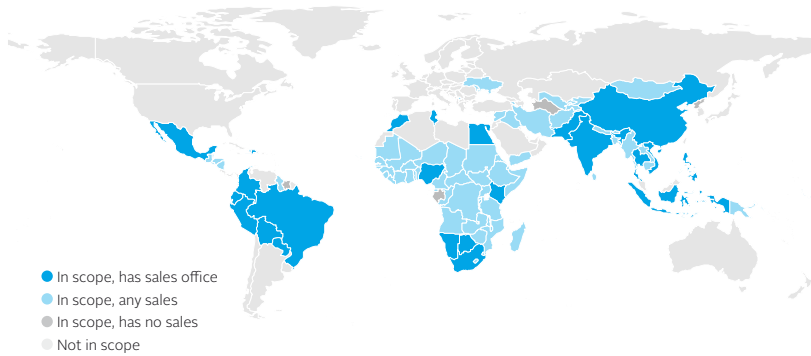 In scope, has sales office
In scope, any sales
In scope, has no sales
Not in scope